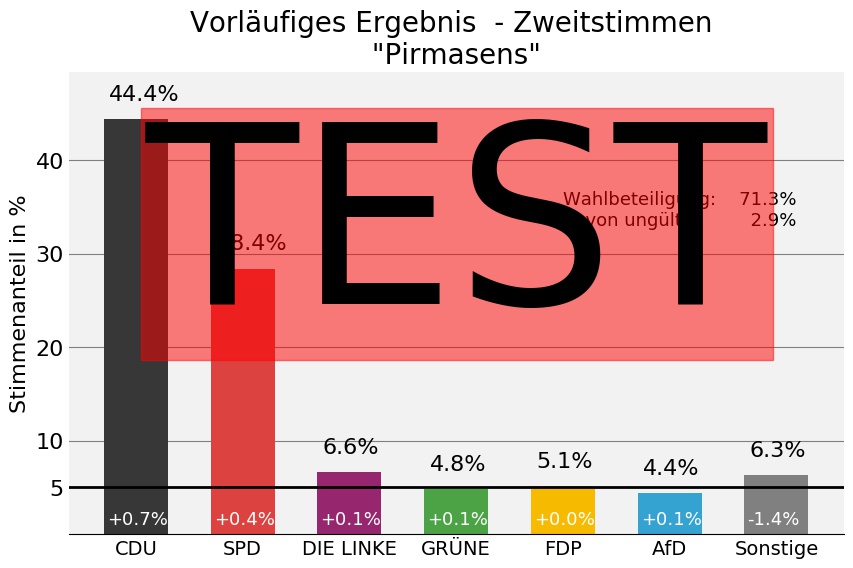 Vorläufiges Ergebnis - Zweitstimmen
"Pirmasens"
44.4%
TEST
Wahlbeteiligung: 71.3%
2.9%
8.4%
6.6%
4.8%
5.1%
4.4%
6.3%
Stimmenanteil in %
40
30
20
10
5
+0.7%
+0.4%
+0.1%
+0.1%
+0.0%
+0.1%
-1.4%
CDU
SPD
DIE LINKE
GRÜNE
FDP
AfD
Sonstige